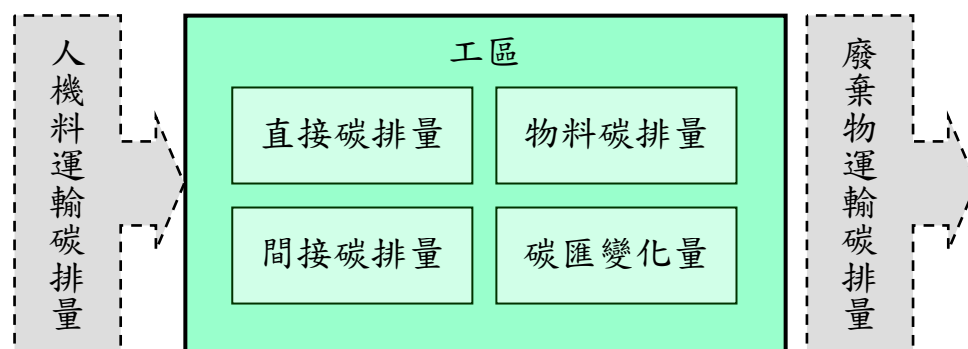 人機料運輸碳排量
工區
直接碳排量
物料碳排量
間接碳排量
碳匯變化量
廢棄物運輸碳排量